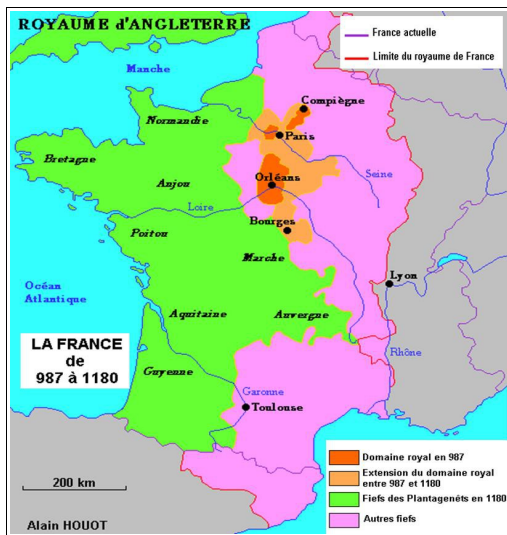 ROYAUME d'ANGLETERRE
France actuelle
Limite du royaume de France
Manche
Compiègne
Normandie
Paris
Bretagne
Anjou
Orléans
Seine
Loire
Bourges
Poitou
Marche
Lyon
Océan
Atlantique
Aquitaine
Auvergne
LA FRANCE
de
987 à 1180
Rhône
Guyenne
Garonne
Toulouse
Domaine royal en 987
Extension du domaine royal
entre 987 et 1180
Fiefs des Plantagenêts en 1180
Autres fiefs
200 km
Alain HOUOT